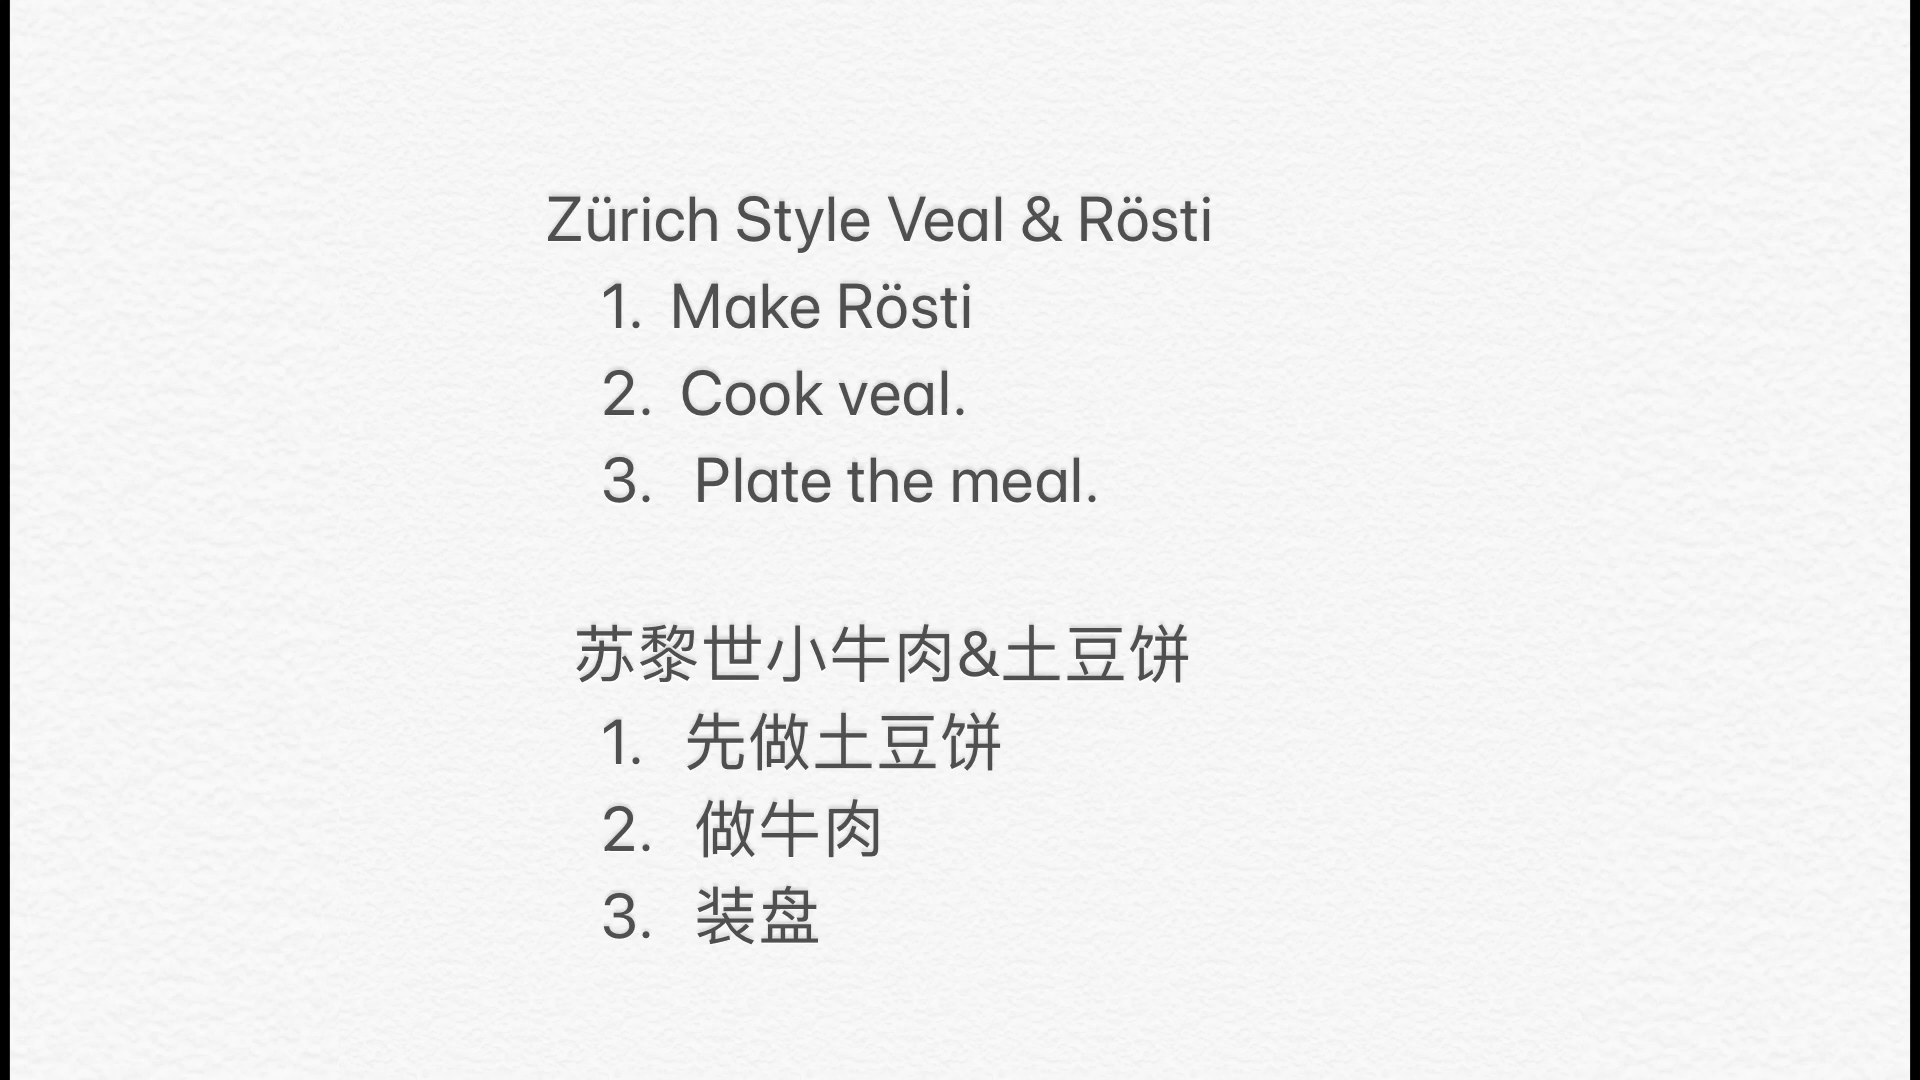 Zürich Style Veal & Rösti
1. Make Rösti
2. Cook veal.
3. Plate the meal.
苏黎世小牛肉&土豆饼
1. 先做土豆饼
2. 做牛肉
3. 装盘